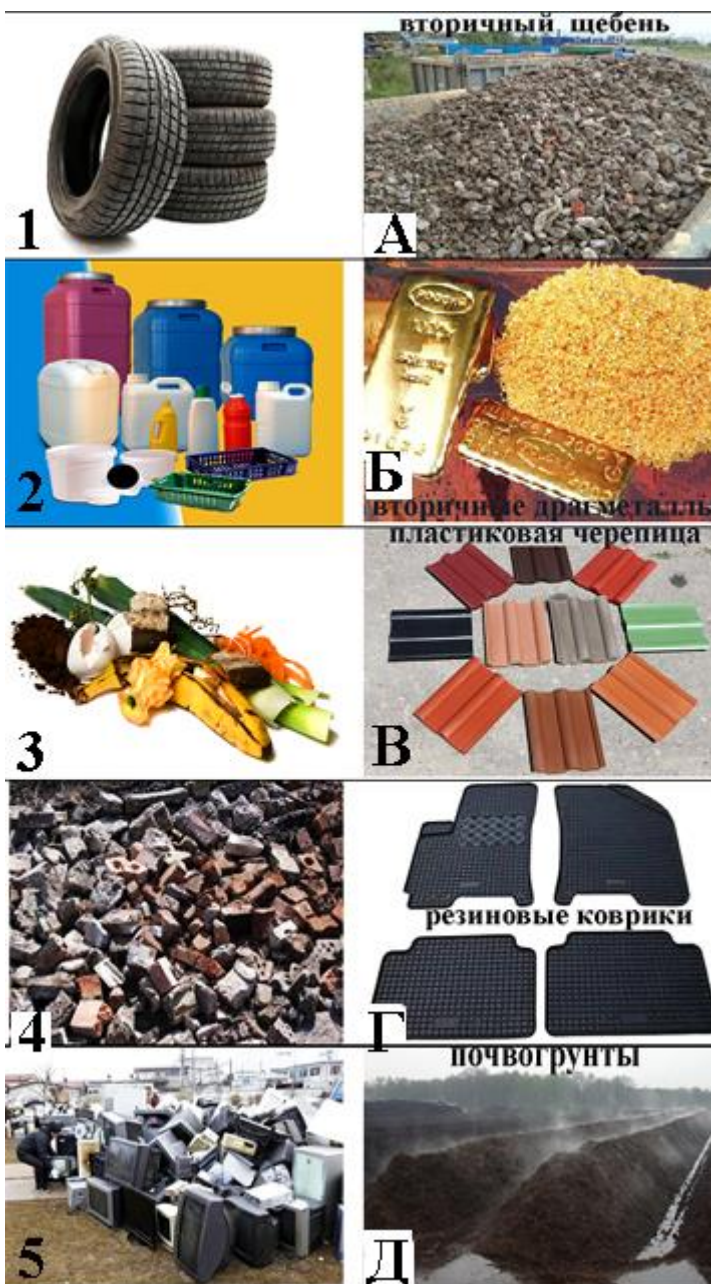 вторичный щебень
1
А
2
Б
вторичные драгметаллы
пластиковая черепица
3
В
4
резиновые коврики
Г
почвогрунты
5
Д